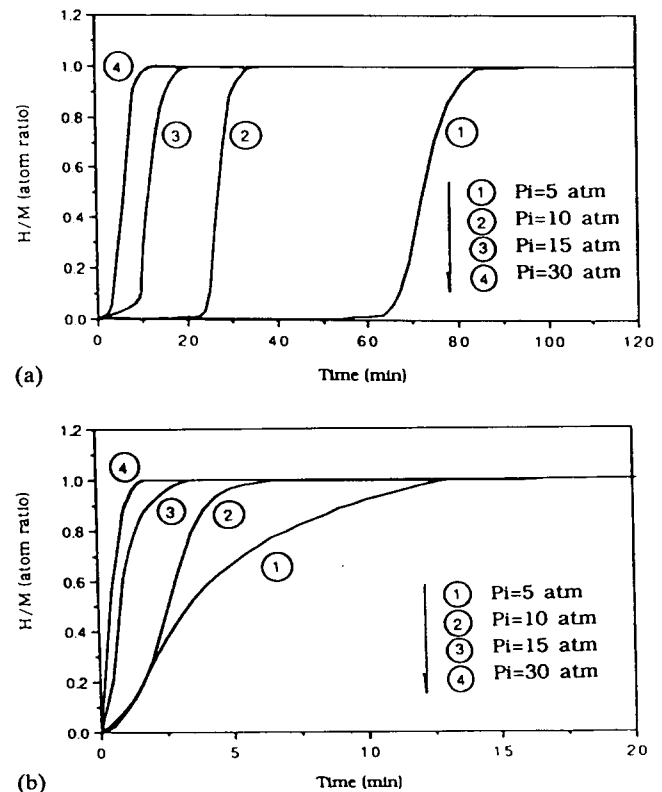 1.2
1.0
0.8
0.6
0.4
0.2
0.0
H/M (atom ratio)
4
3
2
1
1 Pi=5 atm
2 Pi=10 atm
3 Pi=15 atm
4 Pi=30 atm
0 20 40 60 80 100 120
Time (min)
(a)
1.2
1.0
0.8
0.6
0.4
0.2
0.0
H/M (atom ratio)
4
3
2
1
1 Pi=5 atm
2 Pi=10 atm
3 Pi=15 atm
4 Pi=30 atm
0 5 10 15 20
Time (min)
(b)